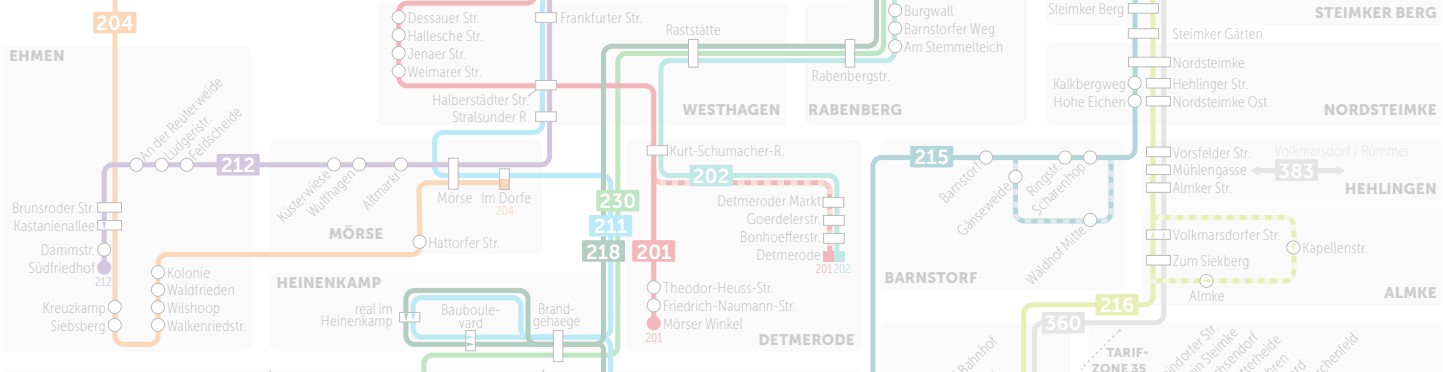 204
EHMEN
An der Reuterweide
Ludgeristr.
Feldscheide
212
Brunsroder Str.
Kastanienallee
Dammstr.
Südfriedhof
212
Kolonie
Waldfrieden
Wilshoop
Walkenriedstr.
Kreuzkamp
Siebsberg
Küsterwiese
Wulfhagen
Altmarkr.
Mörse
Im Dorfe
204
MÖRSE
Hattorfer Str.
HEINENKAMP
real im
Heinenkamp
Bauboule-
vard
Brand-
gehaege
Dessauer Str.
Hallesche Str.
Jenaer Str.
Weimarer Str.
Frankfurter Str.
Halberstädter Str.
Stralsunder R.
Raststätte
WESTHAGEN
230
211
218
201
Kurt-Schumacher-R.
202
Detmeroder Markt
Goerdelerstr.
Bonhoefferstr.
Detmerode
201 202
Theodor-Heuss-Str.
Friedrich-Naumann-Str.
Mörser Winkel
201
DETMERODE
Burgwall
Barnstorfer Weg
Am Stemmelteich
Rabenbergstr.
RABENBERG
215
Barnstorf
Gänseweide
Ringstr.
Scharenhop
Waldhof Mitte
BARNSTORF
Steimker Berg
STEIMKER BERG
Steimker Gärten
Nordsteimke
Kalkbergweg
Hehlinger Str.
Hohe Eichen
Nordsteimke Ost
NORDSTEIMKE
Vorsfelder Str.
Mühlengasse
Almker Str.
Volkmarsdorf / Rümmer
383
HEHLINGEN
Volkmarsdorfer Str.
Zum Siekberg
Kapellenstr.
Almke
ALMKE
216
360
Bahnhof
TARIF-
ZONE 35